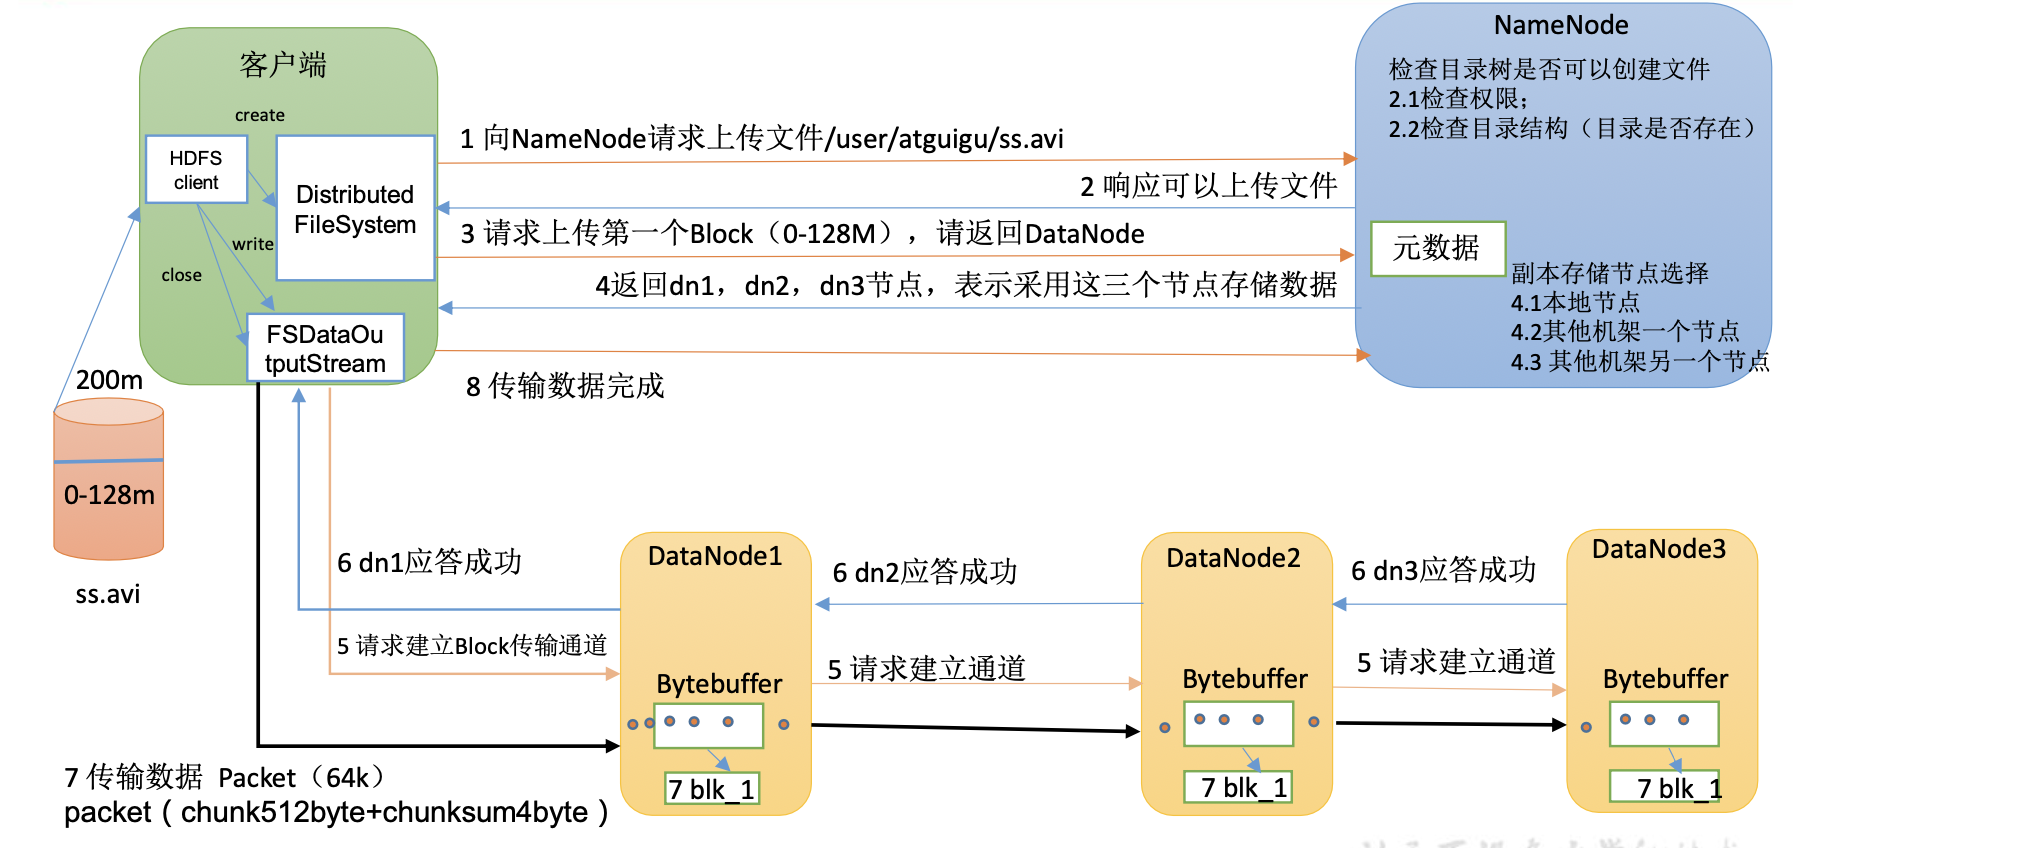 NameNode
客户端
检查目录树是否可以创建文件
2.1检查权限；
2.2检查目录结构（目录是否存在）
create
HDFS
client
Distributed
FileSystem
write
close
FSDataOu
tputStream
1 向NameNode请求上传文件/user/atguigu/ss.avi
2 响应可以上传文件
3 请求上传第一个Block（0-128M），请返回DataNode
4返回dn1，dn2，dn3节点，表示采用这三个节点存储数据
8 传输数据完成
元数据
副本存储节点选择
4.1本地节点
4.2其他机架一个节点
4.3 其他机架另一个节点
200m
0-128m
ss.avi
6 dn1应答成功
5 请求建立Block传输通道
DataNode1
6 dn2应答成功
5 请求建立通道
DataNode2
6 dn3应答成功
5 请求建立通道
DataNode3
Bytebuffer
Bytebuffer
Bytebuffer
7 blk_1
7 blk_1
7 blk_1
7 传输数据 Packet（64k）
packet ( chunk512byte+chunksum4byte )